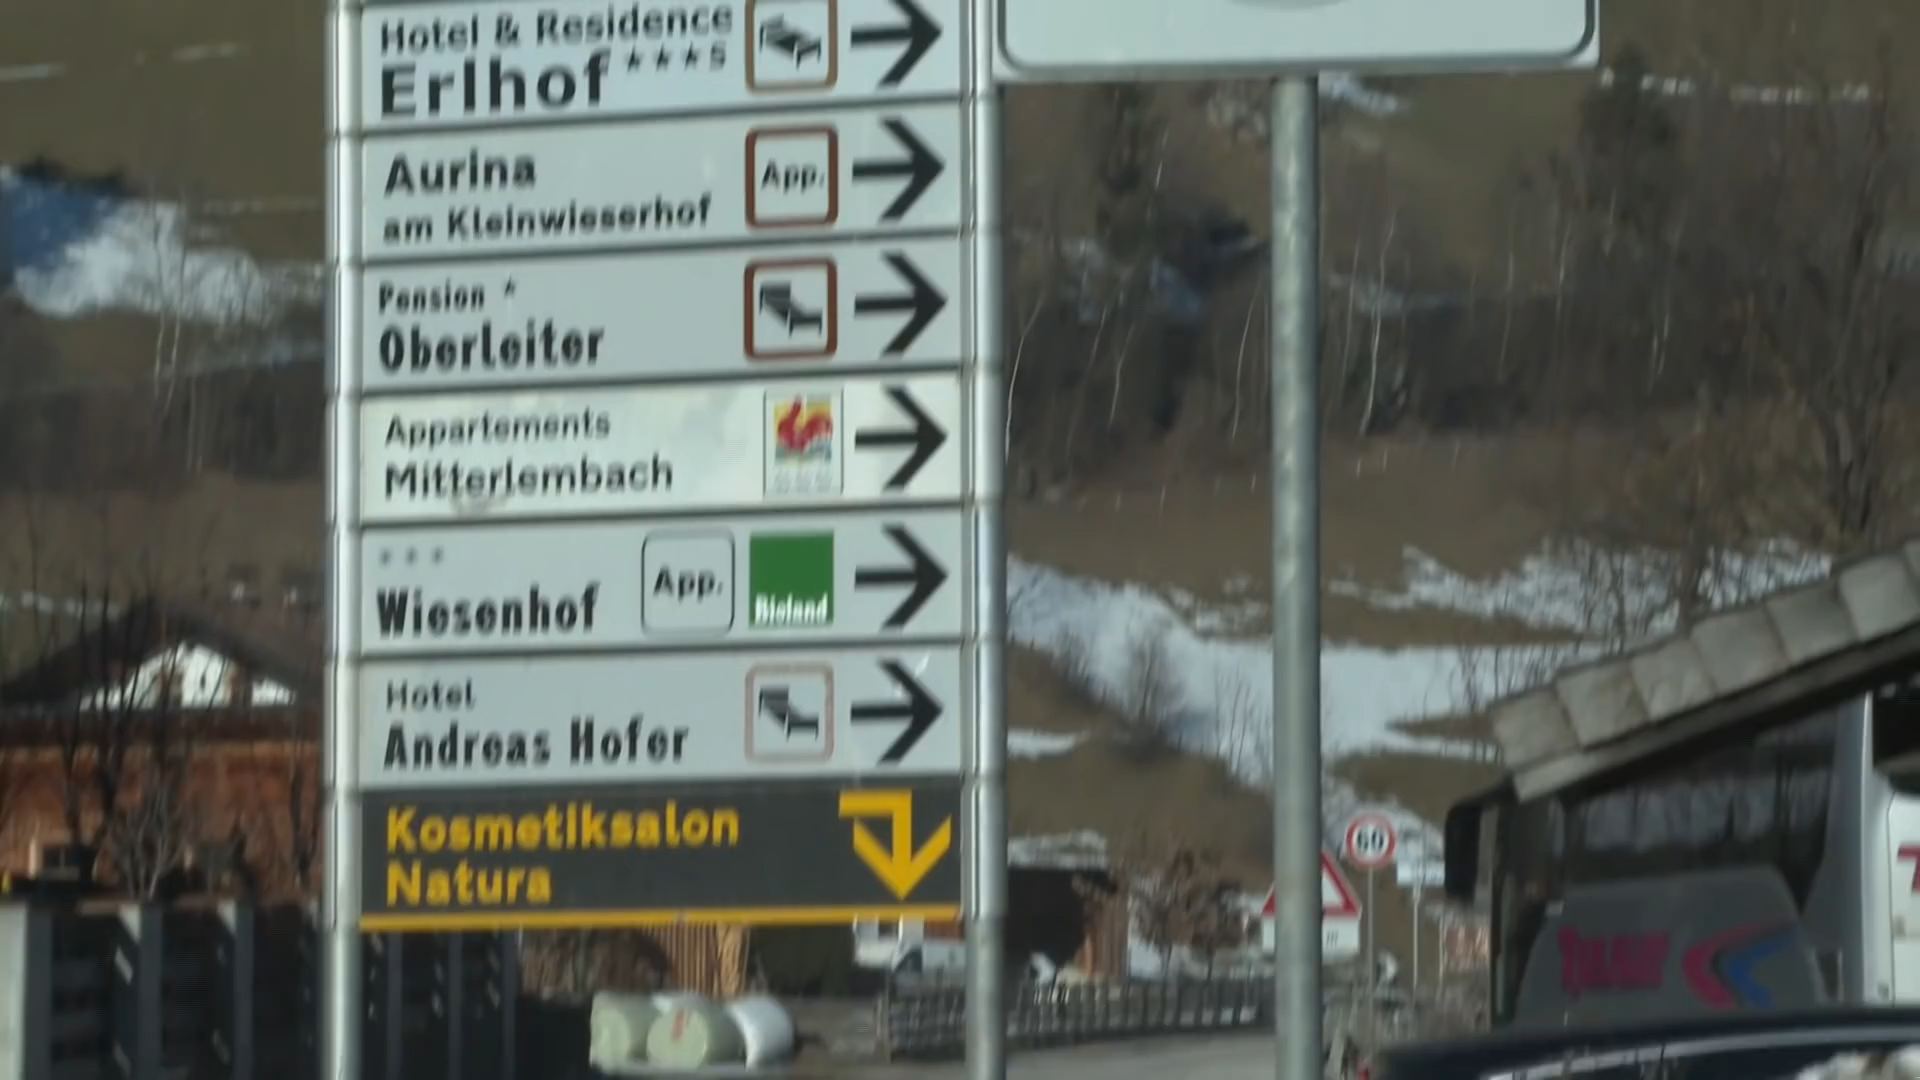 Hotel & Residence
Erlhof ***S
Aurina
App.
am Kleinwieserhof
Pension *
Oberleiter
Appartements
Mitterlembach
***
Wiesenhof
App.
Bioland
Hotel
Andreas Hofer
Kosmetiksalon
Natura
60